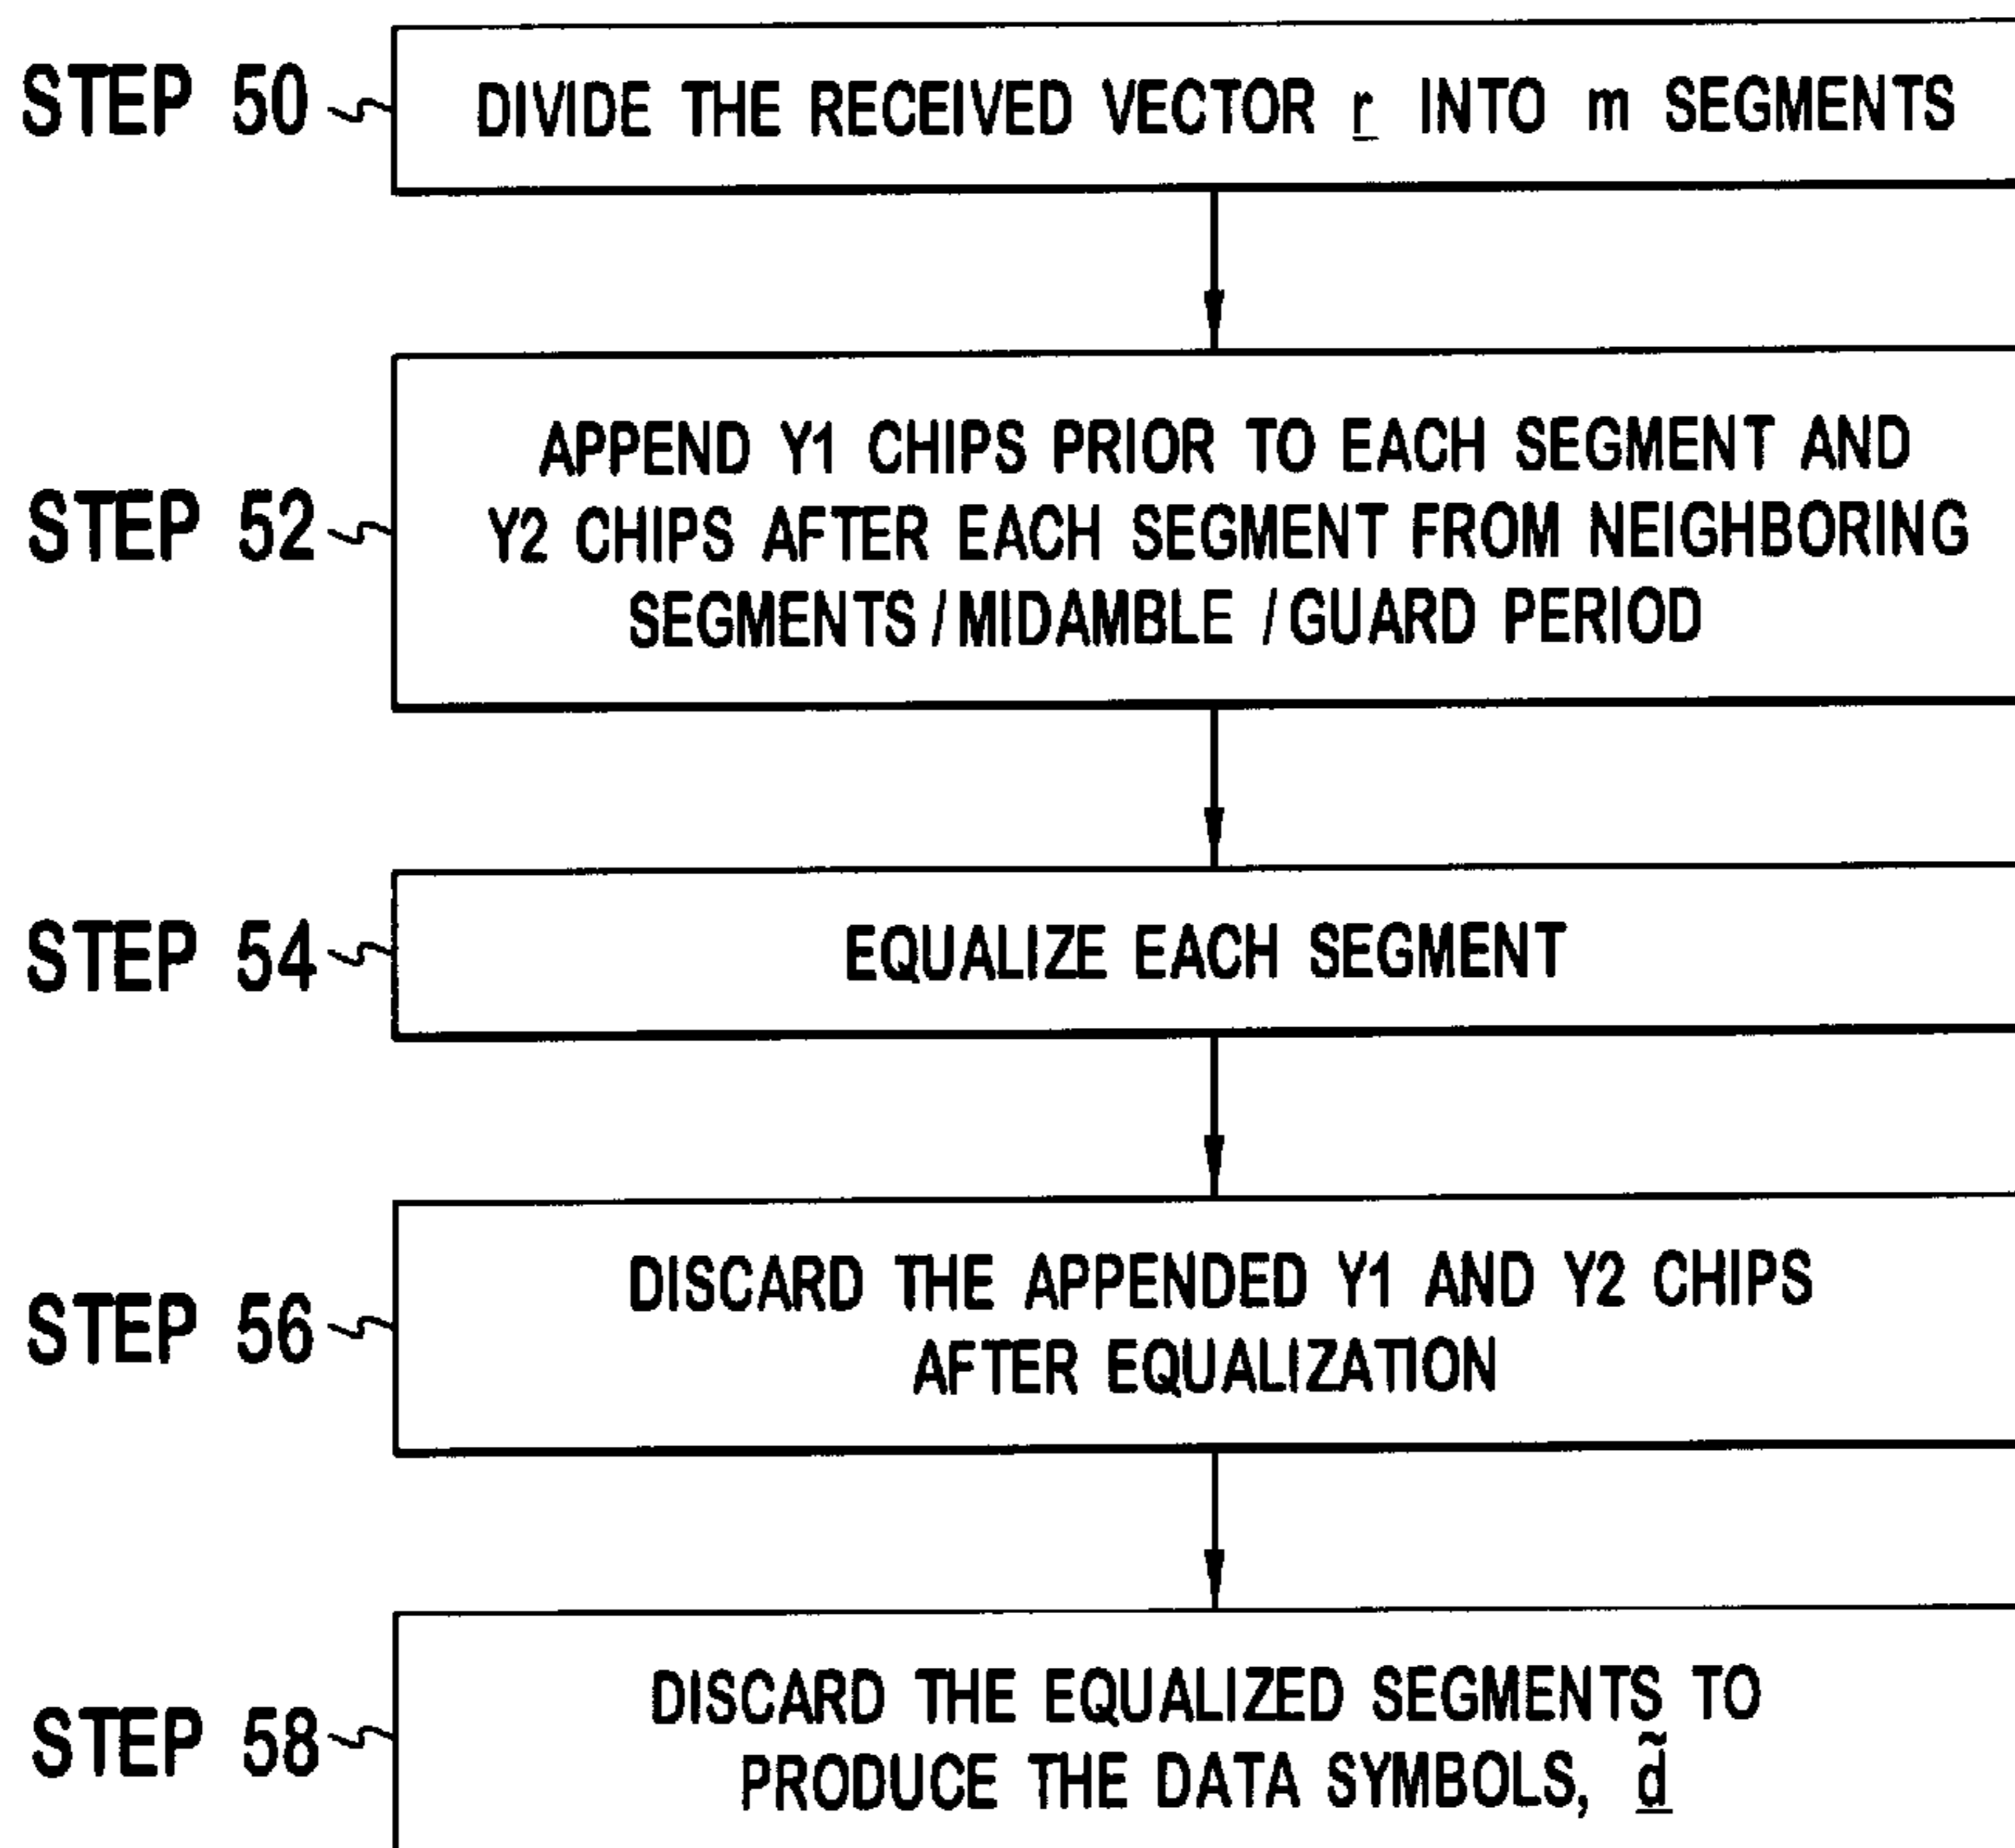 STEP 50 DIVIDE THE RECEIVED VECTOR r INTO m SEGMENTS
STEP 52
APPEND Y1 CHIPS PRIOR TO EACH SEGMENT AND
Y2 CHIPS AFTER EACH SEGMENT FROM NEIGHBORING
SEGMENTS / MIDAMBLE / GUARD PERIOD
STEP 54 EQUALIZE EACH SEGMENT
STEP 56
DISCARD THE APPENDED Y1 AND Y2 CHIPS
AFTER EQUALIZATION
STEP 58
DISCARD THE EQUALIZED SEGMENTS TO
PRODUCE THE DATA SYMBOLS, d̃